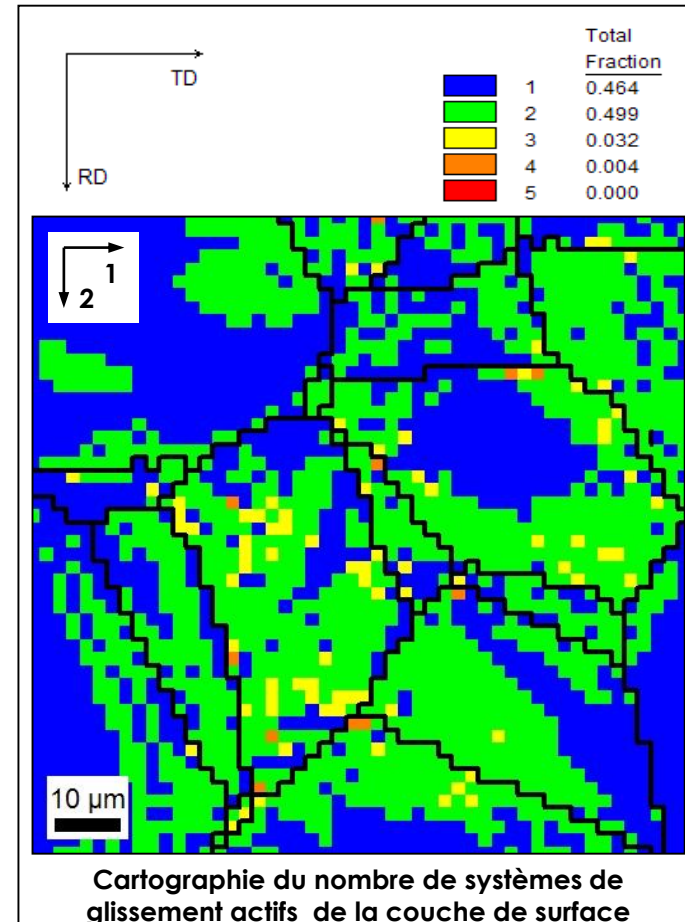 Total
Fraction
TD
1 0.464
2 0.499
3 0.032
4 0.004
5 0.000
RD
1
2
10 µm
Cartographie du nombre de systèmes de
glissement actifs de la couche de surface